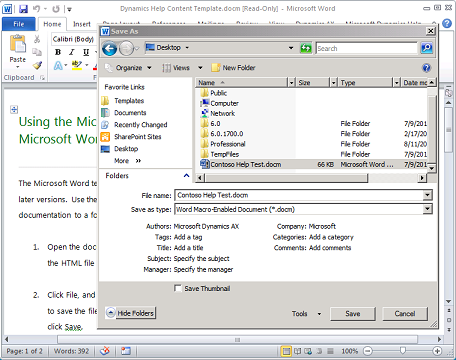 Dynamics Help Content Template.docm [Read-Only] - Microsoft Word
File
Home
Paste
Clipboard
Calibri (Body)
B
Save As
Desktop
Search
Organize
Views
New Folder
Favorite Links
Templates
Documents
Recently Changed
SharePoint Sites
Desktop
More »
Folders
Name
Size
Type
Date mo
Public
Computer
Network
6.0 File Folder 7/9/201
6.0.1700.0 File Folder 2/17/20
Professional File Folder 8/11/20
TempFiles File Folder 7/9/201
Contoso Help Test.docm 66 KB Microsoft Word ... 7/9/201
File name: Contoso Help Test.docm
Save as type: Word Macro-Enabled Document (*.docm)
Authors: Microsoft Dynamics AX
Company: Microsoft
Tags: Add a tag
Categories: Add a category
Title: Add a title
Comments: Add comments
Subject: Specify the subject
Manager: Specify the manager
Save Thumbnail
Hide Folders
Tools
Save
Cancel
Using the Mic
Microsoft Wor
The Microsoft Word te
later versions. Use the
documentation to a fo
1. Open the doc
the HTML file
2. Click File, and
to save the file
click Save.
Page: 1 of 2
Words: 392
100%